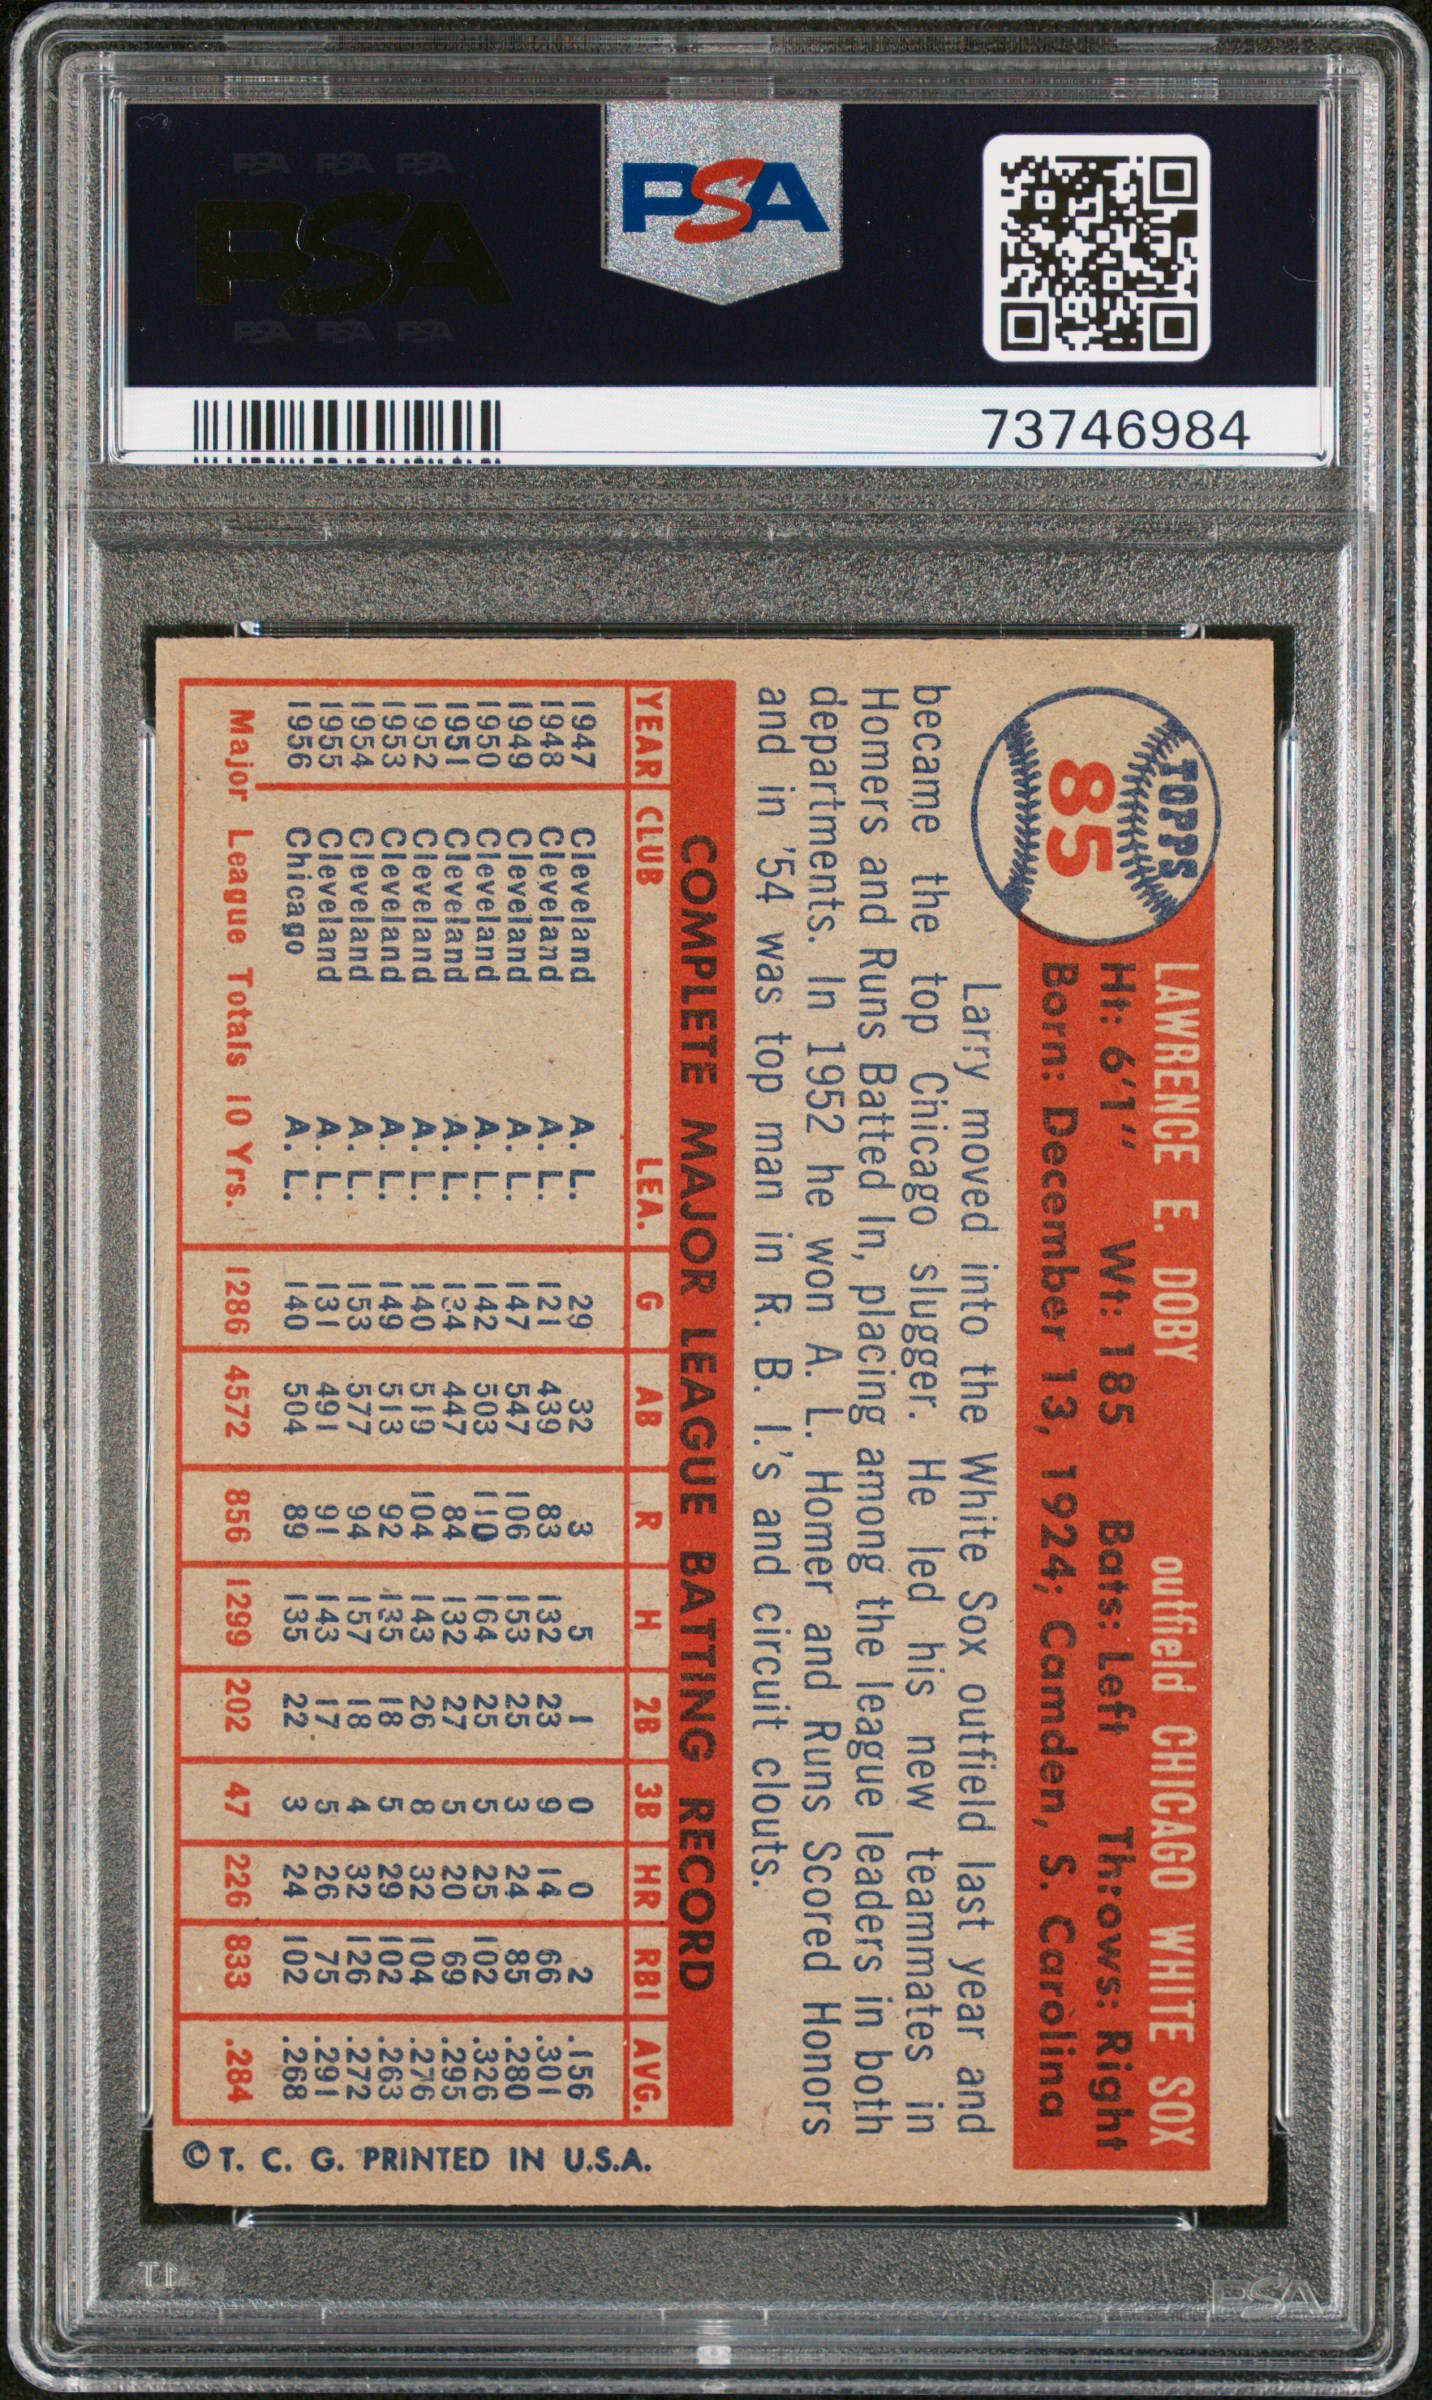 PSA PSA PSA
PSA
PSA PSA PSA
PSA
73746984
TOPPS
85
LAWRENCE E. DOBY outfield CHICAGO WHITE SOX
Ht: 6'1" Wt: 185 Bats: Left Throws: Right
Born: December 13, 1924; Camden, S. Carolina
Larry moved into the White Sox outfield last year and
became the top Chicago slugger. He led his new teammates in
Homers and Runs Batted In, placing among the league leaders in both
departments. In 1952 he won A. L. Homer and Runs Scored Honors
and in '54 was top man in R. B. I.'s and circuit clouts.
COMPLETE MAJOR LEAGUE BATTING RECORD
YEAR CLUB LEA. G AB R H 2B 3B HR RBI AVG.
1947 Cleveland A. L. 29 32 3 5 1 0 0 2 .156
1948 Cleveland A. L. 121 439 83 132 23 9 14 66 .301
1949 Cleveland A. L. 147 547 106 153 25 3 24 85 .280
1950 Cleveland A. L. 142 503 110 164 25 5 25 102 .326
1951 Cleveland A. L. 134 447 84 132 27 5 20 69 .295
1952 Cleveland A. L. 140 519 104 143 26 8 32 104 .276
1953 Cleveland A. L. 149 513 92 135 18 5 29 102 .263
1954 Cleveland A. L. 153 577 94 157 18 4 32 126 .272
1955 Cleveland A. L. 131 491 91 143 17 5 26 75 .291
1956 Chicago A. L. 140 504 89 135 22 3 24 102 .268
Major League Totals 10 Yrs. 1286 4572 856 1299 202 47 226 833 .284
© T. C. G. PRINTED IN U.S.A.
PSA